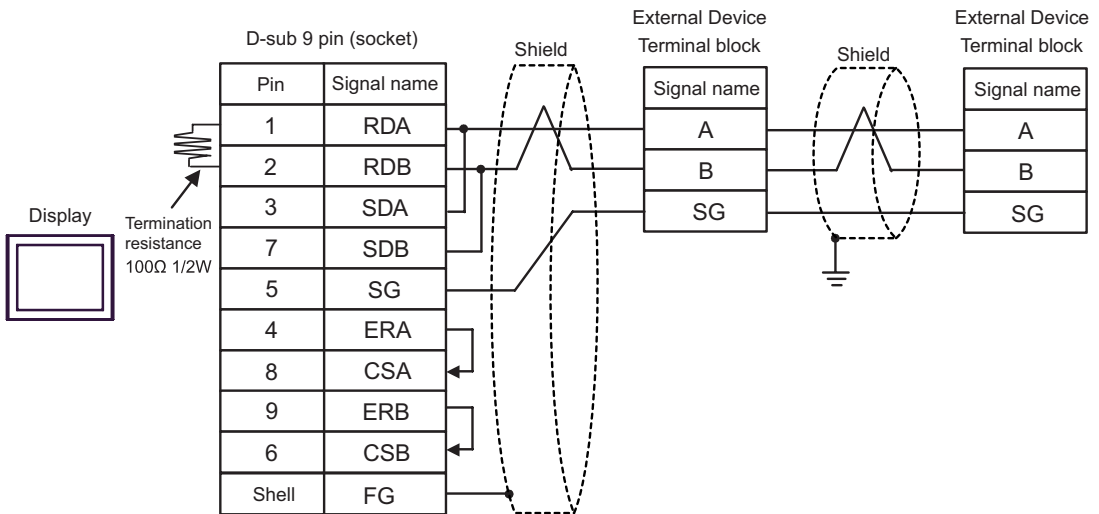 External Device
Terminal block
External Device
Terminal block
D-sub 9 pin (socket)
Shield
Shield
Pin Signal name
Signal name
Signal name
1 RDA
A
A
2 RDB
B
B
3 SDA
SG
SG
7 SDB
5 SG
4 ERA
8 CSA
9 ERB
6 CSB
Shell FG
Display
Termination
resistance
100Ω 1/2W